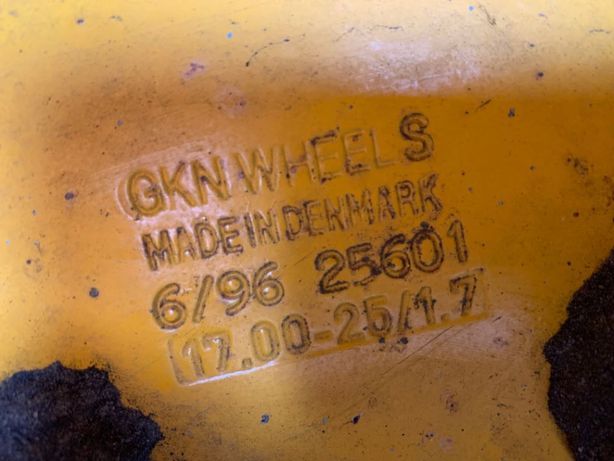 GKN WHEELS
MADE IN DENMARK
6/96 25601
17.00-25/1.7